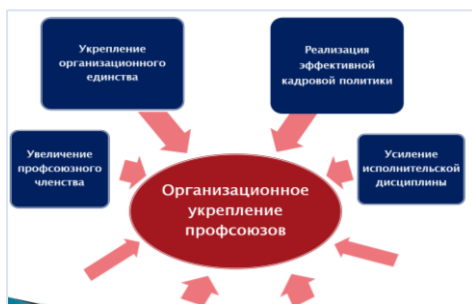 Укрепление
организационного
единства
Реализация
эффективной
кадровой политики
Увеличение
профсоюзного
членства
Усиление
исполнительской
дисциплины
Организационное
укрепление
профсоюзов